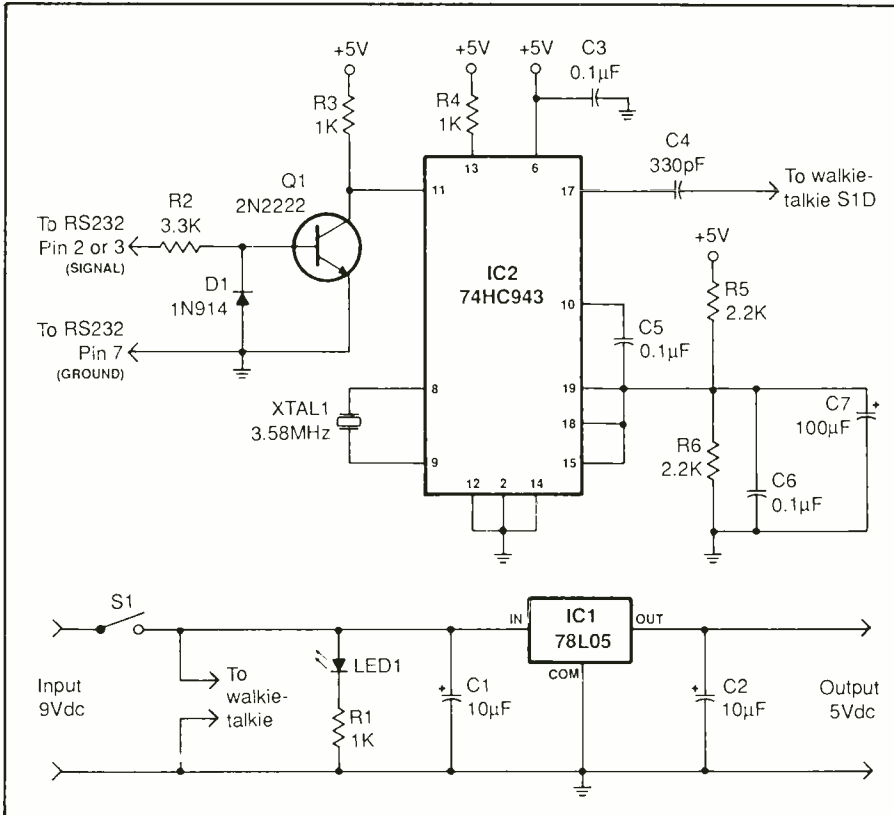 +5V
+5V
+5V
C3
0.1µF
R3
1K
R4
1K
13
6
C4
330pF
Q1
2N2222
R2
3.3K
11
17
To walkie-
talkie S1D
To RS232
Pin 2 or 3
(SIGNAL)
+5V
D1
1N914
IC2
74HC943
R5
2.2K
10
To RS232
Pin 7
(GROUND)
C5
0.1µF
8
19
XTAL1
3.58MHz
18
C7
100µF
+
R6
2.2K
9
15
C6
0.1µF
12
2
14
S1
IN
IC1
78L05
OUT
COM
Input
9Vdc
To
walkie-
talkie
LED1
R1
1K
+
C1
10µF
+
C2
10µF
Output
5Vdc